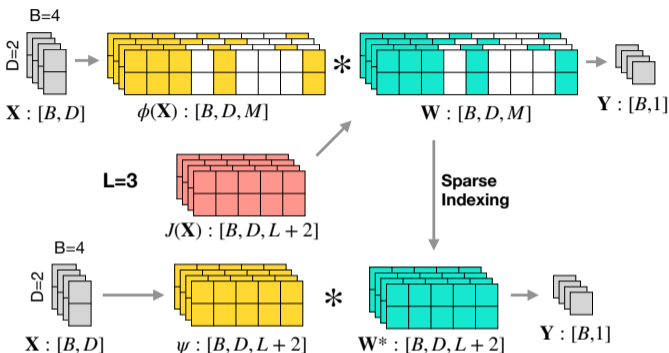 B=4
D=2
*
X : [B, D]
ϕ(X) : [B, D, M]
W : [B, D, M]
Y : [B,1]
L=3
J(X) : [B, D, L + 2]
Sparse
Indexing
B=4
D=2
*
X : [B, D]
ψ : [B, D, L + 2]
W* : [B, D, L + 2]
Y : [B,1]